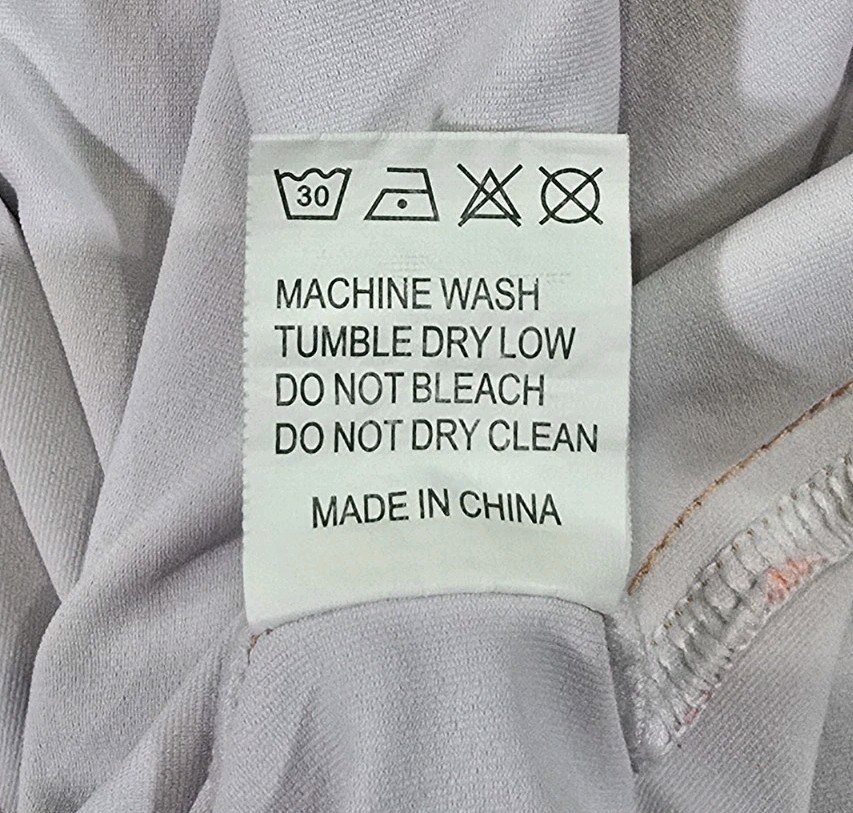 30
MACHINE WASH
TUMBLE DRY LOW
DO NOT BLEACH
DO NOT DRY CLEAN
MADE IN CHINA